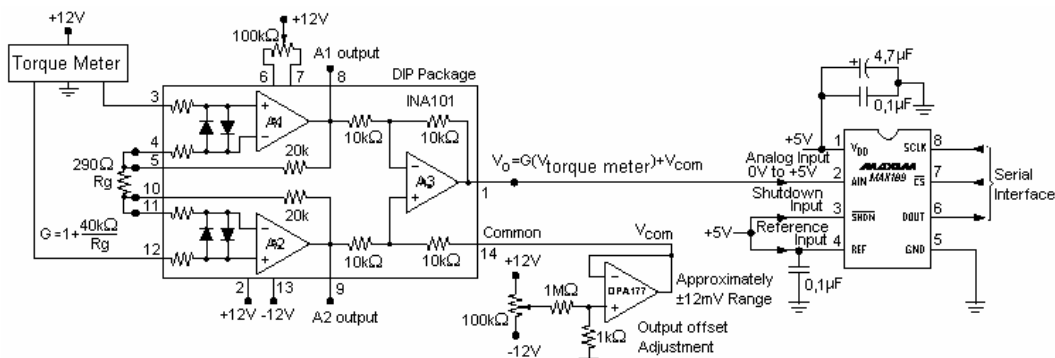 +12V
Torque Meter
+12V
100kΩ
A1 output
6
7
8
DIP Package
INA101
3
A1
4
5
290Ω
Rg
10
11
20k
20k
10kΩ
10kΩ
A3
1
G=1+40kΩ/Rg
12
A2
10kΩ
10kΩ
14
Common
2
13
9
+12V -12V
A2 output
Vo=G(Vtorque meter)+Vcom
Vcom
+12V
100kΩ
-12V
1MΩ
1kΩ
OPA177
Approximately
±12mV Range
Output offset
Adjustment
4,7µF
+
0,1µF
+5V
Analog Input
0V to +5V
Shutdown
Input
+5V
Reference
Input
0,1µF
1
2
3
4
VDD
AIN
SHDN
REF
MAXIM
MAX189
SCLK
CS
DOUT
GND
8
7
6
5
Serial
Interface